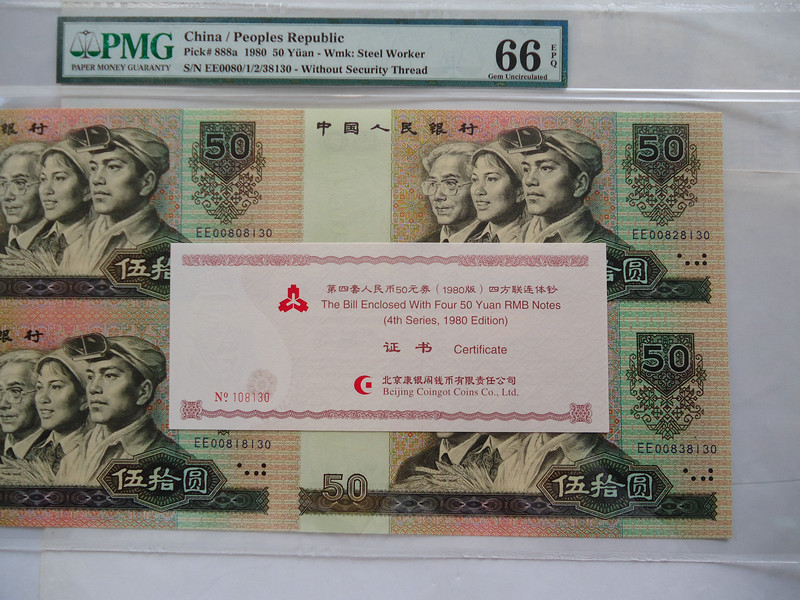 PMG
PAPER MONEY GUARANTY
China / Peoples Republic
Pick# 888a 1980 50 Yüan - Wmk: Steel Worker
S/N EE0080/1/2/38130 - Without Security Thread
66 EPQ
Gem Uncirculated
银行
50
EE00808130
伍拾
中国人民银行
50
EE00828130
圆
第四套人民币50元券（1980版）四方联连体钞
The Bill Enclosed With Four 50 Yuan RMB Notes
(4th Series, 1980 Edition)
证书 Certificate
北京康银阁钱币有限责任公司
Beijing Coingot Coins Co., Ltd.
No. 108130
银行
EE00818130
伍拾圆
50
50
EE00838130
伍拾圆